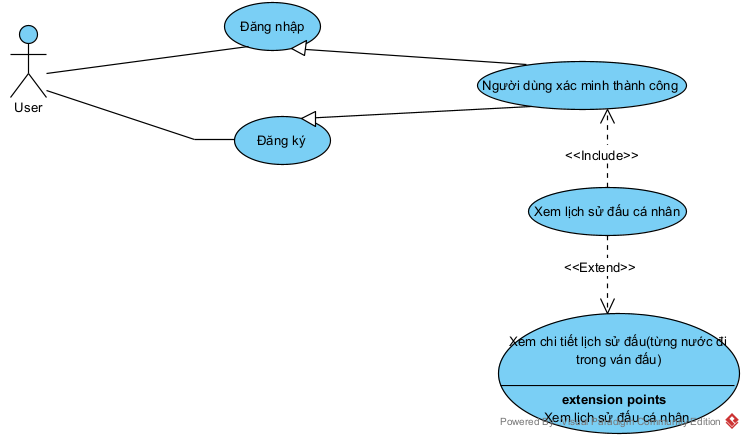 Đăng nhập
Người dùng xác minh thành công
User
Đăng ký
<<Include>>
Xem lịch sử đấu cá nhân
<<Extend>>
Xem chi tiết lịch sử đấu(từng nước đi
trong ván đấu)
extension points
Xem lịch sử đấu cá nhân
Powered By Visual Paradigm Community Edition